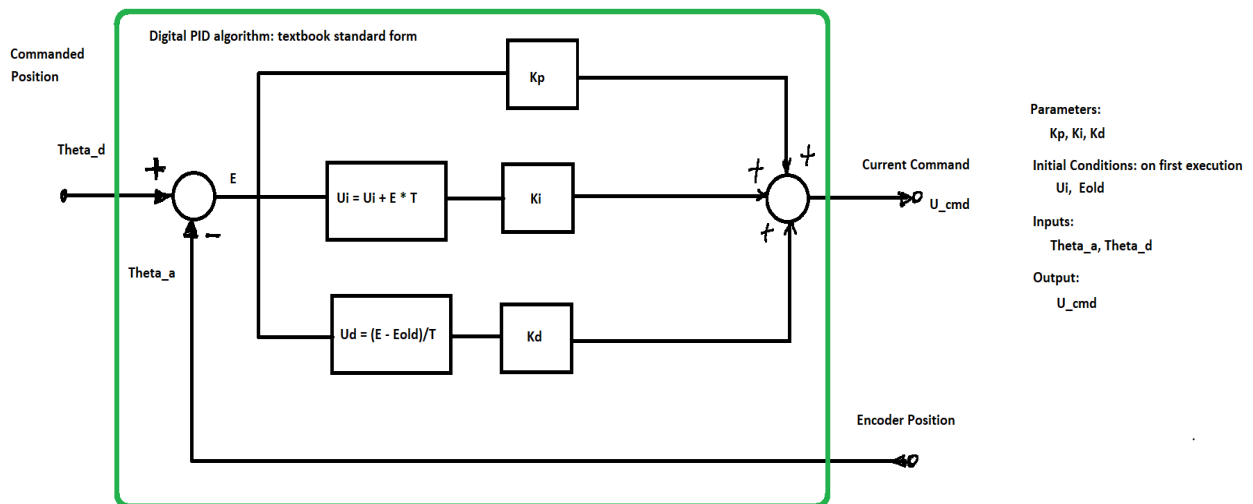 Digital PID algorithm: textbook standard form
Commanded
Position
Kp
Theta_d
+
E
Ui = Ui + E * T
Ki
+
+
+
-
Theta_a
Ud = (E - Eold)/T
Kd
Current Command
U_cmd
Encoder Position
Parameters:
Kp, Ki, Kd
Initial Conditions: on first execution
Ui, Eold
Inputs:
Theta_a, Theta_d
Output:
U_cmd